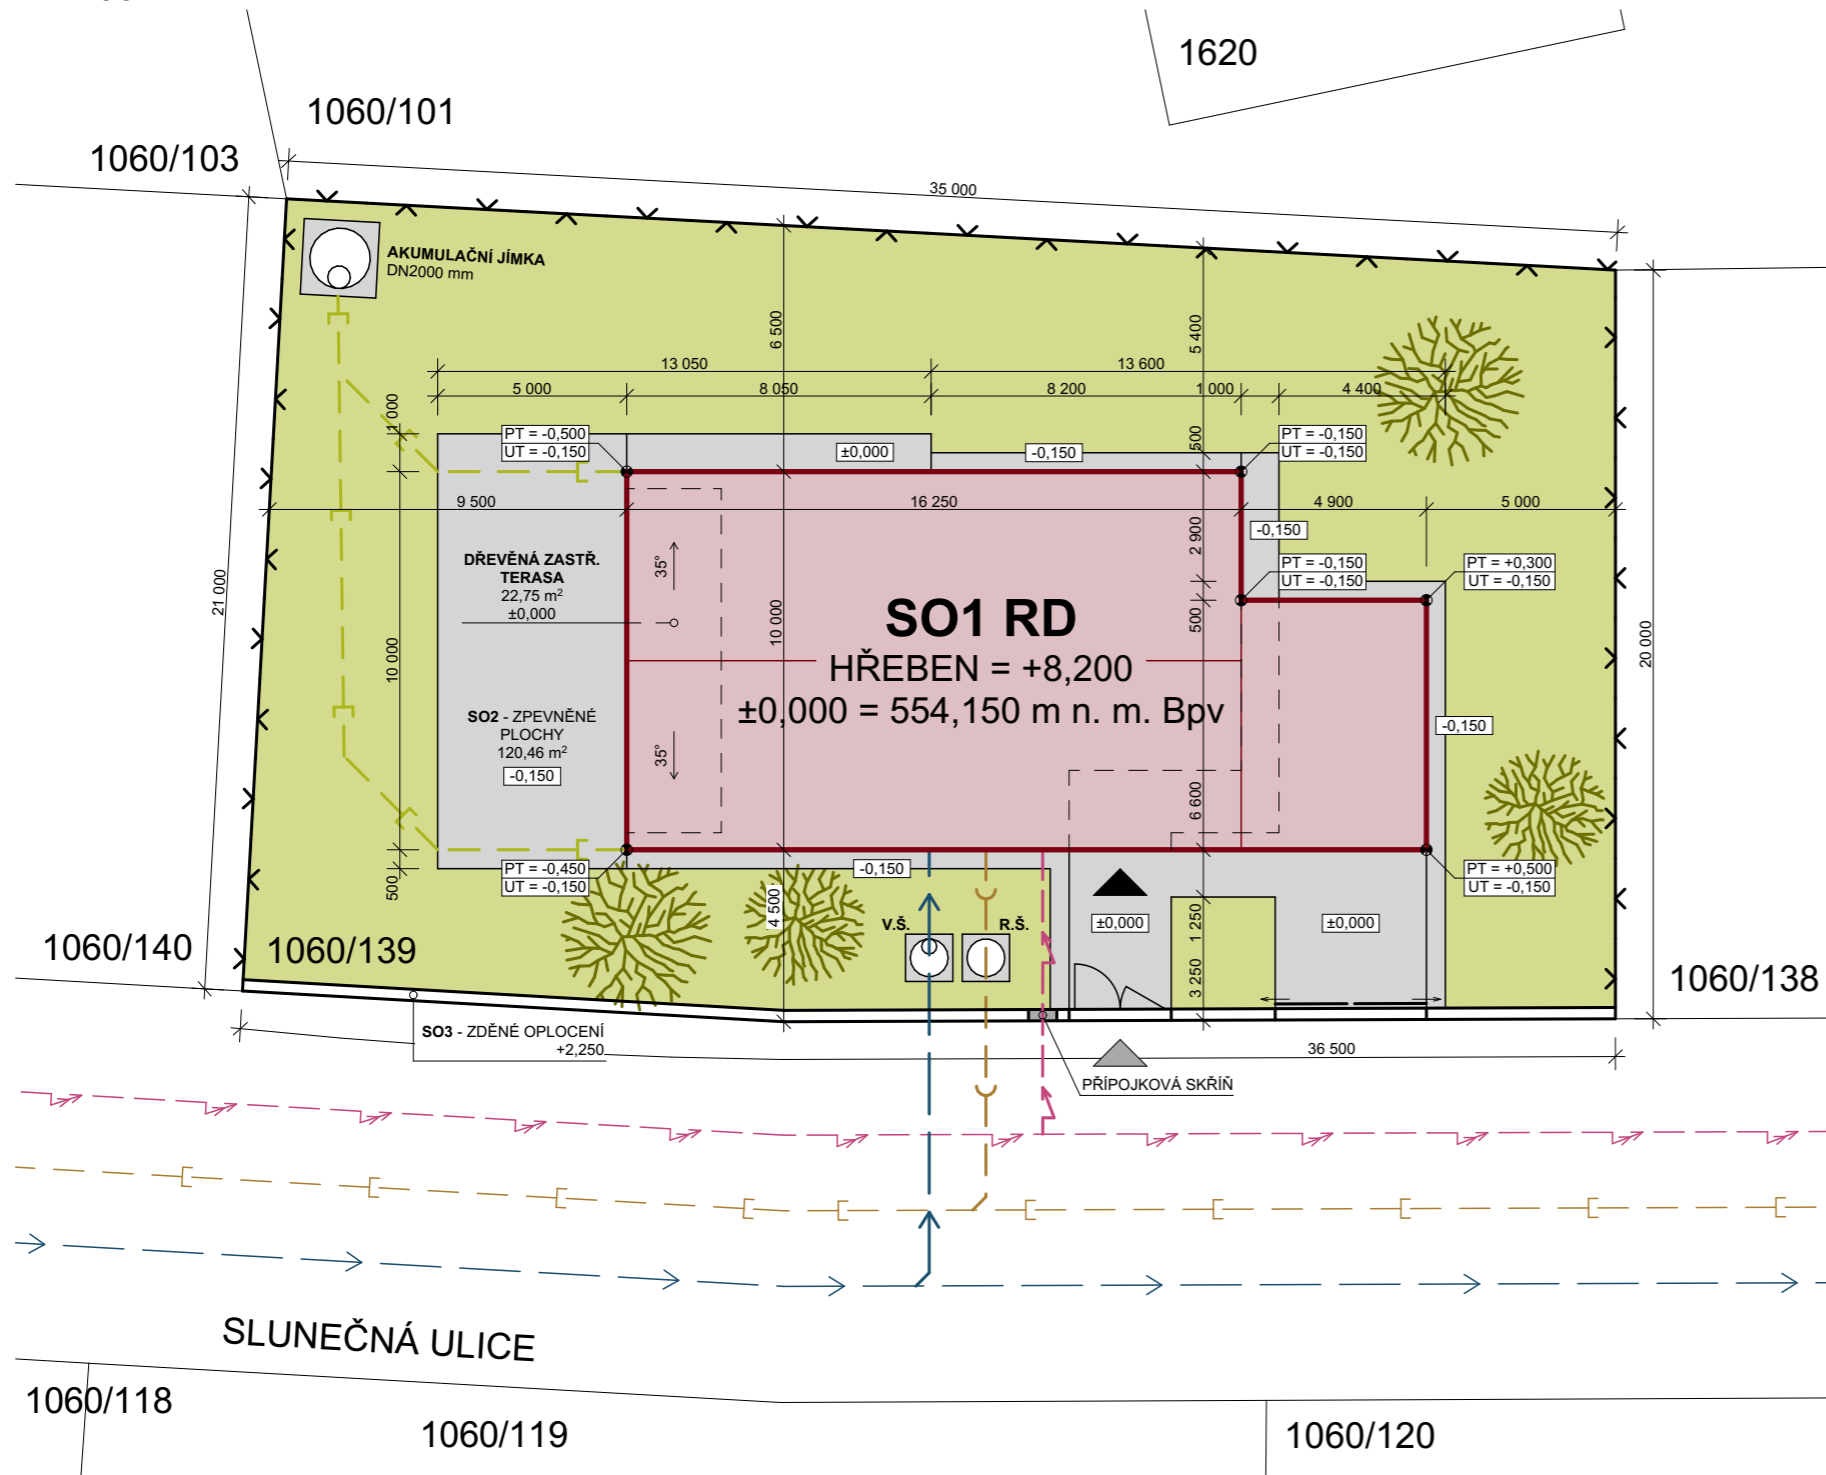 1620
1060/101
1060/103
35 000
AKUMULAČNÍ JÍMKA
DN2000 mm
6 500
5 400
13 050
13 600
5 000
8 050
8 200
1 000
4 400
1 000
PT = -0,500
UT = -0,150
±0,000
-0,150
500
PT = -0,150
UT = -0,150
9 500
16 250
4 900
5 000
-0,150
2 900
DŘEVĚNÁ ZASTŘ.
TERASA
22,75 m²
±0,000
35°
PT = -0,150
UT = -0,150
PT = +0,300
UT = -0,150
21 000
10 000
10 000
500
20 000
SO1 RD
HŘEBEN = +8,200
±0,000 = 554,150 m n. m. Bpv
SO2 - ZPEVNĚNÉ
PLOCHY
120,46 m²
-0,150
35°
-0,150
6 600
500
PT = -0,450
UT = -0,150
-0,150
PT = +0,500
UT = -0,150
4 500
V.Š.
R.Š.
±0,000
1 250
±0,000
3 250
1060/140
1060/139
1060/138
SO3 - ZDĚNÉ OPLOCENÍ
+2,250
36 500
PŘÍPOJKOVÁ SKŘÍŇ
SLUNEČNÁ ULICE
1060/118
1060/119
1060/120